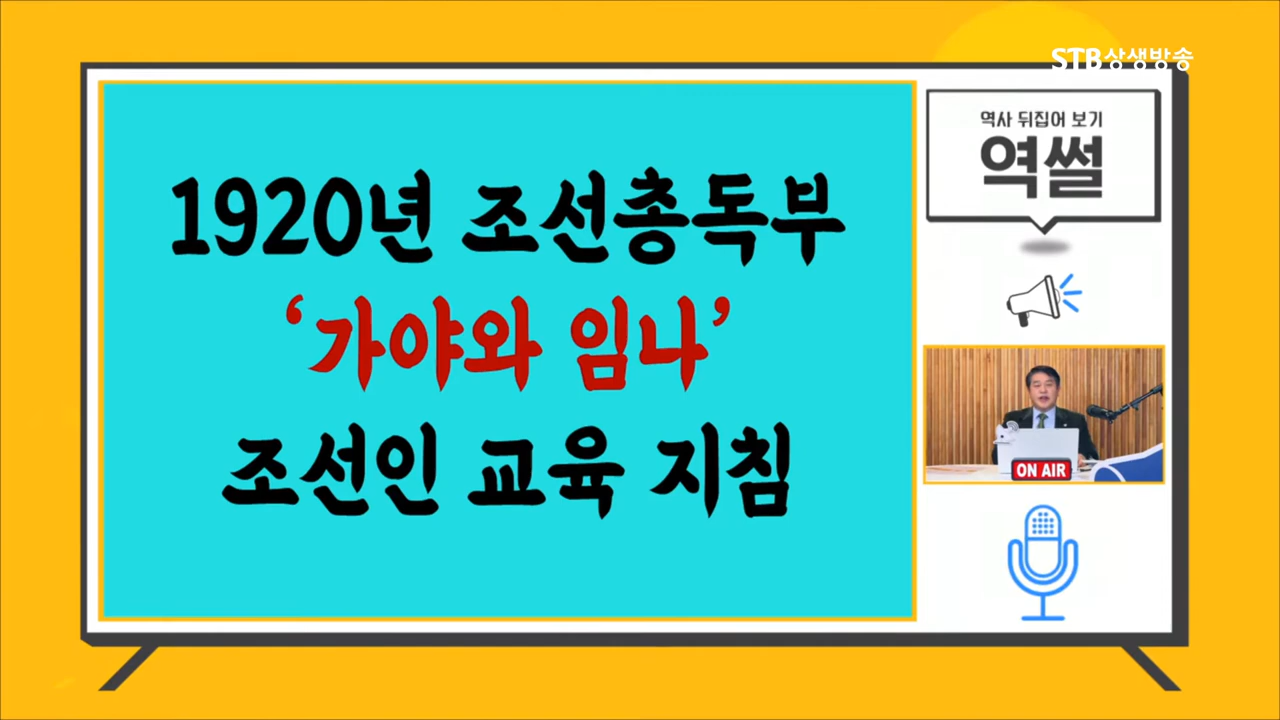 STB상생방송
1920년 조선총독부
‘가야와 임나’
조선인 교육 지침
역사 뒤집어 보기
역썰
ON AIR